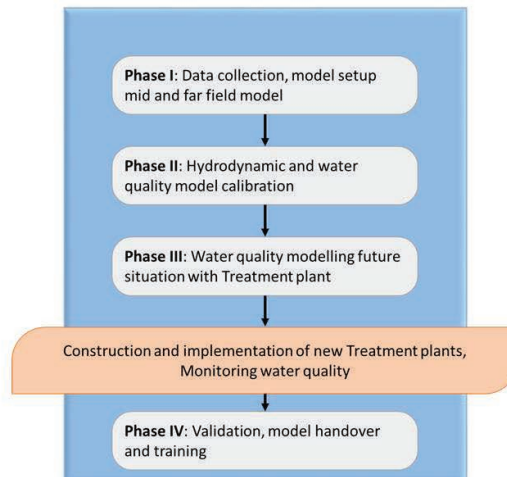 Phase I: Data collection, model setup
mid and far field model
Phase II: Hydrodynamic and water
quality model calibration
Phase III: Water quality modelling future
situation with Treatment plant
Construction and implementation of new Treatment plants,
Monitoring water quality
Phase IV: Validation, model handover
and training